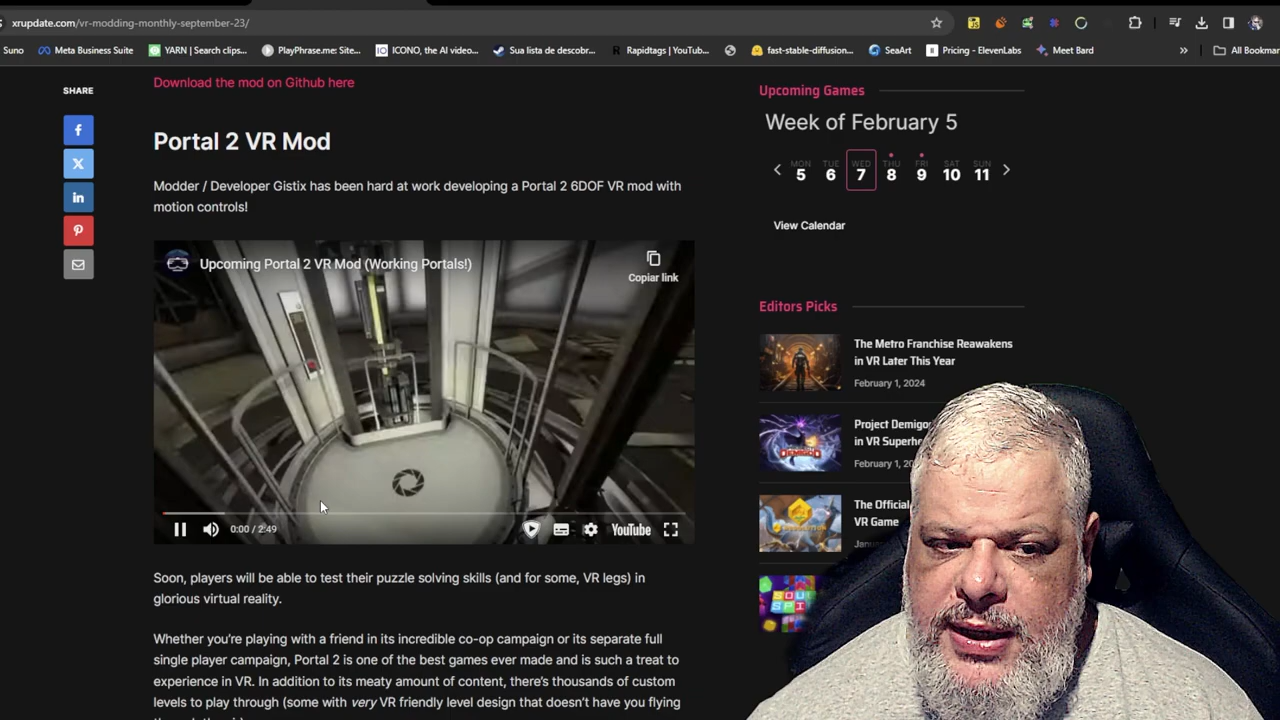 xrupdate.com/vr-modding-monthly-september-23/
Suno
Meta Business Suite
YARN | Search clips...
PlayPhrase.me: Site...
ICONO, the AI video...
Sua lista de descobr...
Rapidtags | YouTub...
fast-stable-diffusion...
SeaArt
Pricing - ElevenLabs
Meet Bard
»
All Bookmar
SHARE
Download the mod on Github here
Portal 2 VR Mod
Modder / Developer Gistix has been hard at work developing a Portal 2 6DOF VR mod with
motion controls!
Upcoming Portal 2 VR Mod (Working Portals!)
Copiar link
0:00 / 2:49
YouTube
Soon, players will be able to test their puzzle solving skills (and for some, VR legs) in
glorious virtual reality.
Whether you're playing with a friend in its incredible co-op campaign or its separate full
single player campaign, Portal 2 is one of the best games ever made and is such a treat to
experience in VR. In addition to its meaty amount of content, there's thousands of custom
levels to play through (some with very VR friendly level design that doesn't have you flying
Upcoming Games
Week of February 5
MON TUE WED THU FRI SAT SUN
5 6 7 8 9 10 11
View Calendar
Editors Picks
The Metro Franchise Reawakens
in VR Later This Year
February 1, 2024
Project Demigo
in VR Superhe
February 1, 20
The Official
VR Game